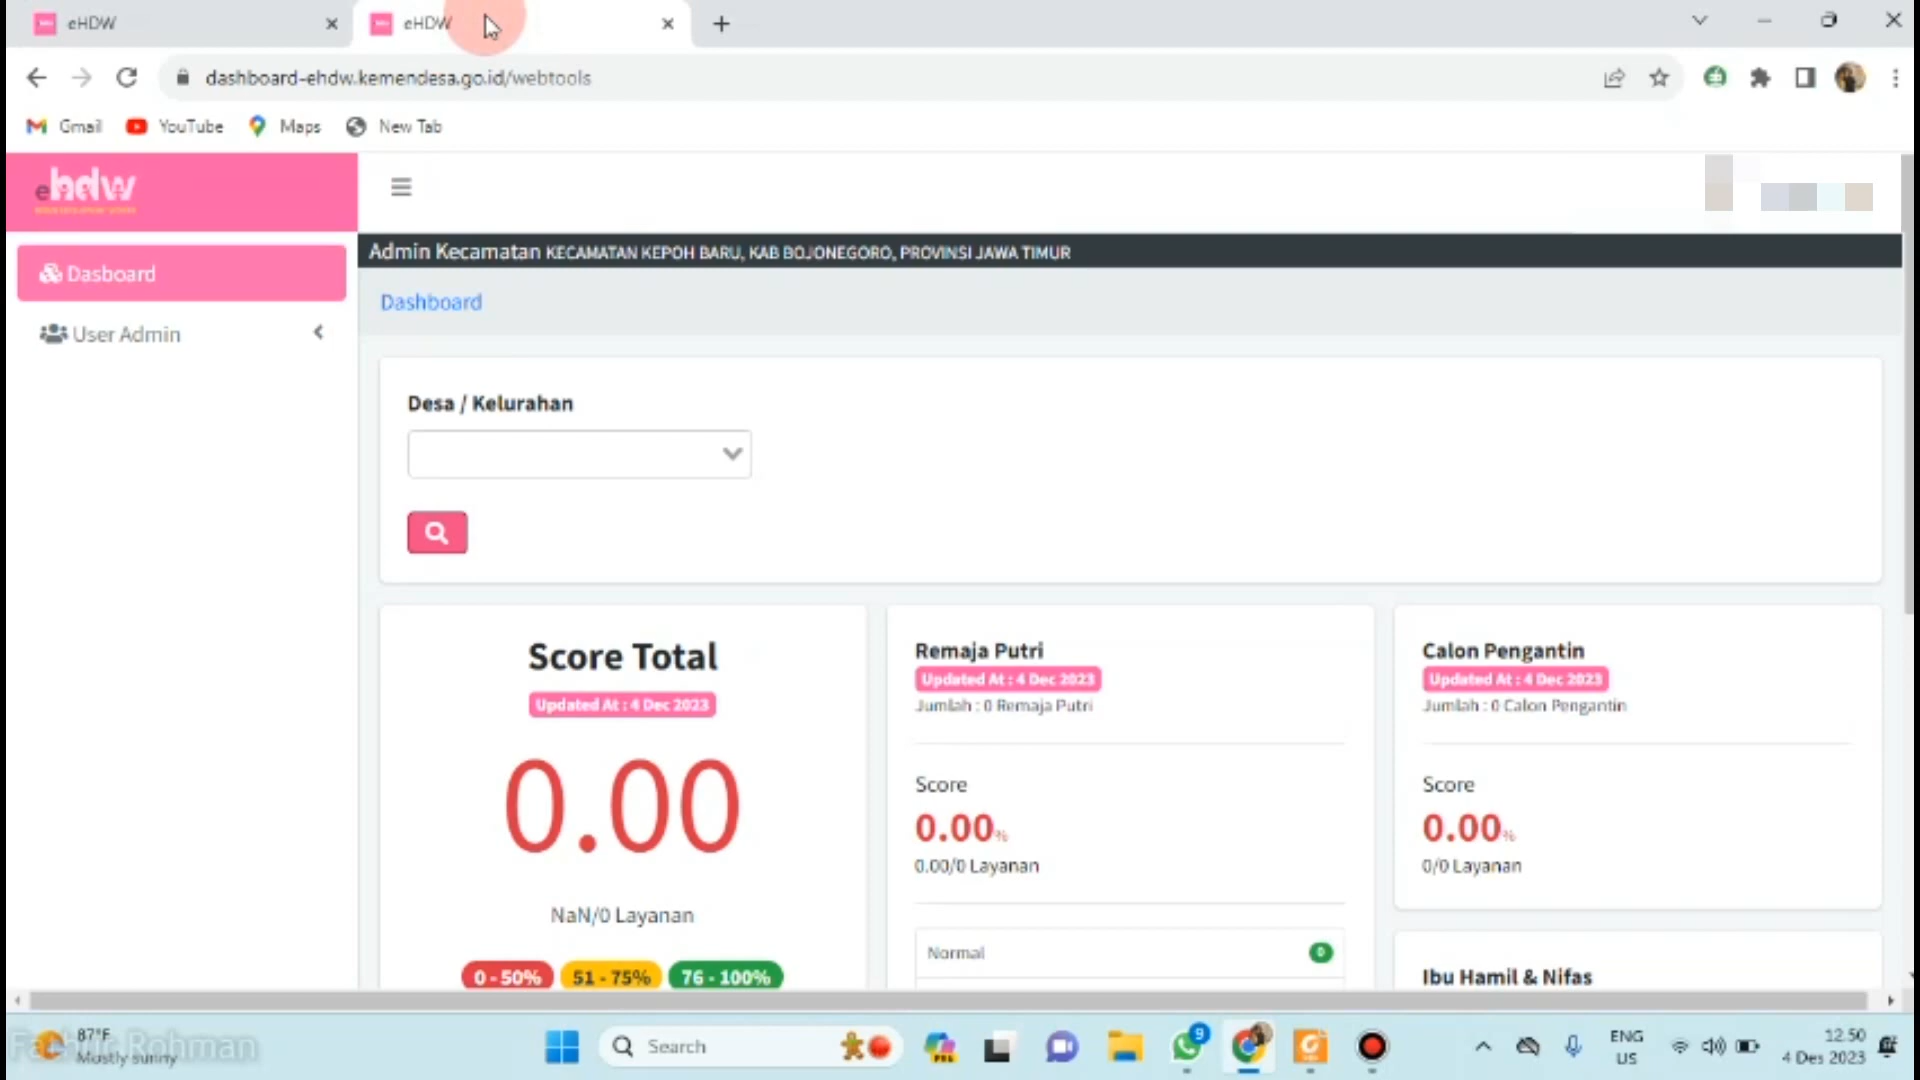 eHDW
eHDW
dashboard-ehdw.kemendesa.go.id/webtools
Gmail
YouTube
Maps
New Tab
ehdw
Admin Kecamatan KECAMATAN KEPOH BARU, KAB BOJONEGORO, PROVINSI JAWA TIMUR
Dasboard
User Admin
Dashboard
Desa / Kelurahan
Score Total
Updated At : 4 Dec 2023
0.00
NaN/0 Layanan
0 - 50%
51 - 75%
76 - 100%
Remaja Putri
Updated At : 4 Dec 2023
Jumlah : 0 Remaja Putri
Score
0.00%
0.00/0 Layanan
Normal
0
Calon Pengantin
Updated At : 4 Dec 2023
Jumlah : 0 Calon Pengantin
Score
0.00%
0/0 Layanan
Ibu Hamil & Nifas
87°F
Mostly sunny
Rohman
Search
9
ENG
US
12.50
4 Des 2023